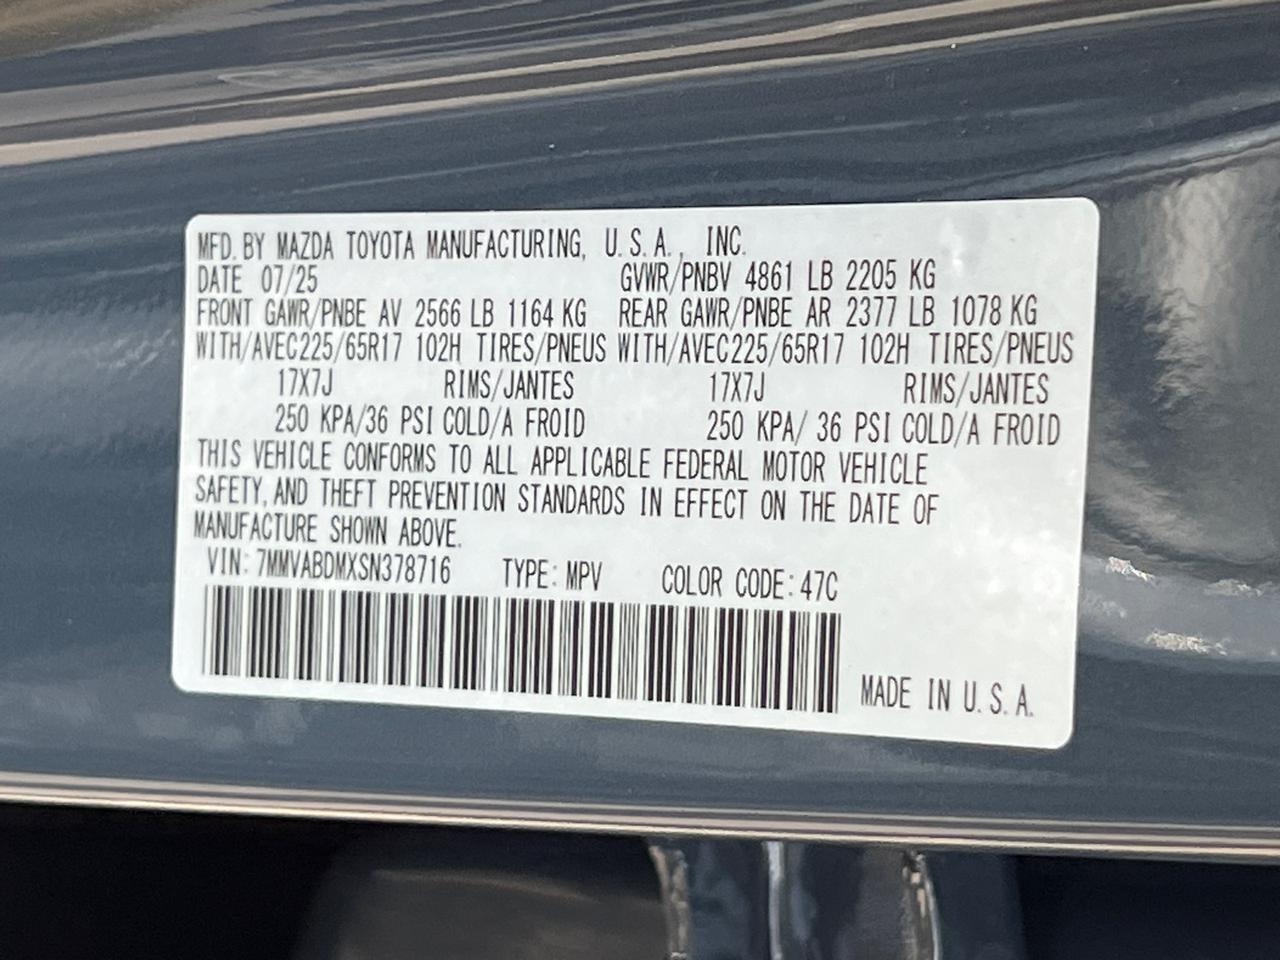 MFD. BY MAZDA TOYOTA MANUFACTURING, U.S.A., INC.
DATE 07/25 GVWR/PNBV 4861 LB 2205 KG
FRONT GAWR/PNBE AV 2566 LB 1164 KG REAR GAWR/PNBE AR 2377 LB 1078 KG
WITH/AVEC225/65R17 102H TIRES/PNEUS WITH/AVEC225/65R17 102H TIRES/PNEUS
17X7J RIMS/JANTES 17X7J RIMS/JANTES
250 KPA/36 PSI COLD/A FROID 250 KPA/ 36 PSI COLD/A FROID
THIS VEHICLE CONFORMS TO ALL APPLICABLE FEDERAL MOTOR VEHICLE
SAFETY, AND THEFT PREVENTION STANDARDS IN EFFECT ON THE DATE OF
MANUFACTURE SHOWN ABOVE.
VIN: 7MMVABDMXSN378716 TYPE: MPV COLOR CODE: 47C
MADE IN U.S.A.